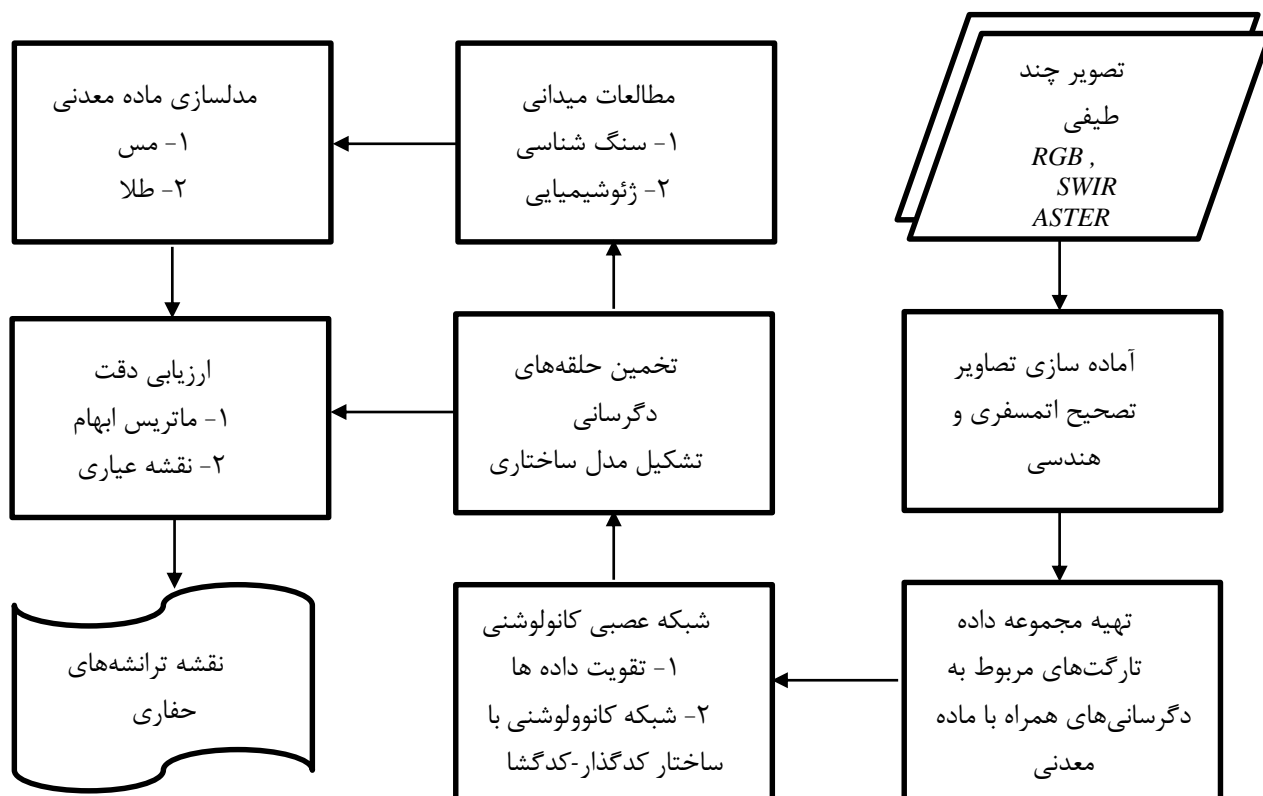 تصویر چند
طیفی
RGB ,
SWIR
ASTER
آماده سازی تصاویر
تصحیح اتمسفری و
هندسی
تهیه مجموعه داده
تارگت‌های مربوط به
دگرسانی‌های همراه با ماده
معدنی
شبکه عصبی کانولوشنی
۱- تقویت داده ها
۲- شبکه کانوولوشنی با
ساختار کدگذار-کدگشا
تخمین حلقه‌های
دگرسانی
تشکیل مدل ساختاری
مطالعات میدانی
۱- سنگ شناسی
۲- ژئوشیمیایی
مدلسازی ماده معدنی
۱- مس
۲- طلا
ارزیابی دقت
۱- ماتریس ابهام
۲- نقشه عیاری
نقشه ترانشه‌های
حفاری